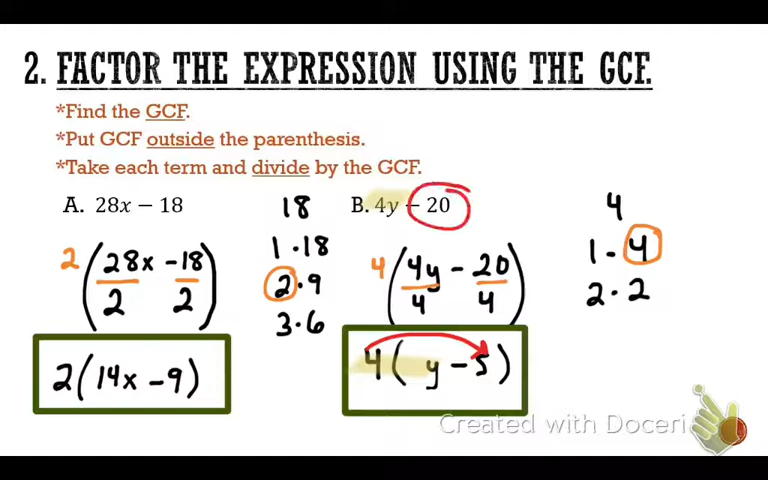 2. FACTOR THE EXPRESSION USING THE GCF.
*Find the GCF.
*Put GCF outside the parenthesis.
*Take each term and divide by the GCF.
A. 28x − 18
18
1 · 18
2 · 9
3 · 6
2 ( 28x/2 − 18/2 )
2 ( 14x − 9 )
B. 4y − 20
4
1 · 4
2 · 2
4 ( 4y/4 − 20/4 )
4 ( y − 5 )
Created with Doceri